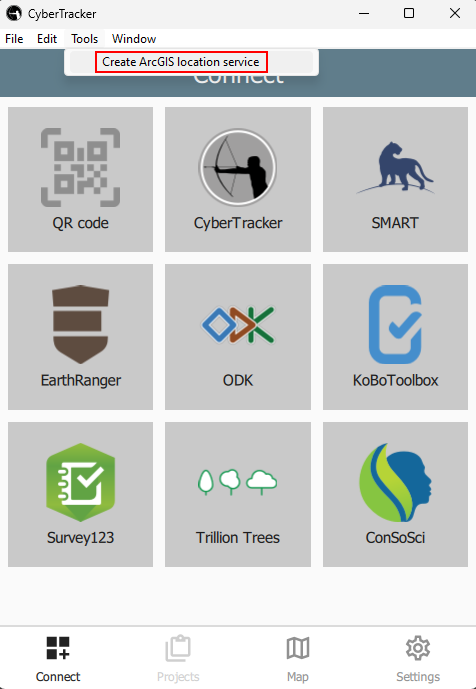 CyberTracker
File Edit Tools Window
Create ArcGIS location service
Connect
QR code CyberTracker SMART
EarthRanger ODK KoBoToolbox
Survey123 Trillion Trees ConSoSci
Connect Projects Map Settings